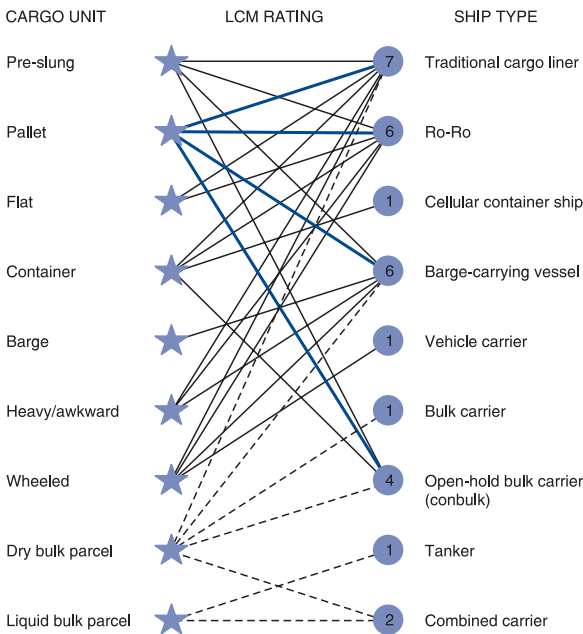 CARGO UNIT LCM RATING SHIP TYPE
Pre-slung 7 Traditional cargo liner
Pallet 6 Ro-Ro
Flat 1 Cellular container ship
Container 6 Barge-carrying vessel
Barge 1 Vehicle carrier
Heavy/awkward 1 Bulk carrier
Wheeled 4 Open-hold bulk carrier
(conbulk)
Dry bulk parcel 1 Tanker
Liquid bulk parcel 2 Combined carrier